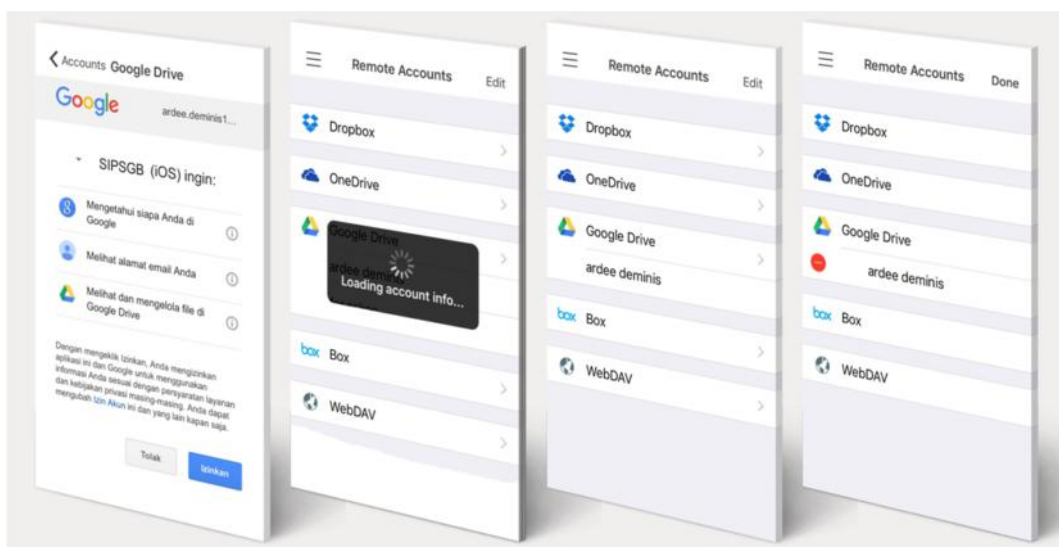 Accounts Google Drive
Google ardee.deminis1...
SIPSGB (iOS) ingin:
Mengetahui siapa Anda di
Google
Melihat alamat email Anda
Melihat dan mengelola file di
Google Drive
Dengan mengeklik Izinkan, Anda mengizinkan
aplikasi ini dan Google untuk menggunakan
informasi Anda sesuai dengan persyaratan layanan
dan kebijakan privasi masing-masing. Anda dapat
mengubah Izin Akun ini dan yang lain kapan saja.
Tolak Izinkan
Remote Accounts Edit
Dropbox
OneDrive
Google Drive
ardee deminis
Loading account info...
box Box
WebDAV
Remote Accounts Edit
Dropbox
OneDrive
Google Drive
ardee deminis
box Box
WebDAV
Remote Accounts Done
Dropbox
OneDrive
Google Drive
ardee deminis
box Box
WebDAV